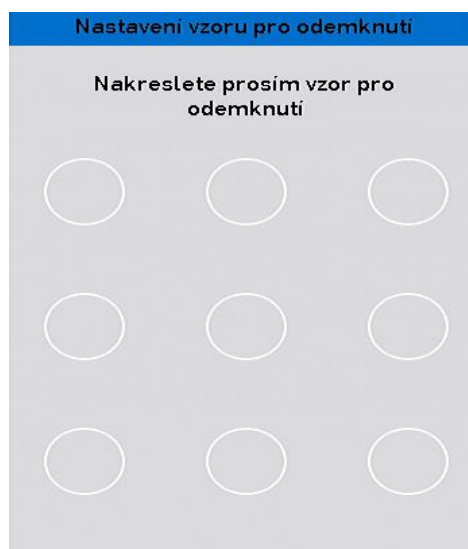 Nastavení vzoru pro odemknutí
Nakreslete prosím vzor pro
odemknutí